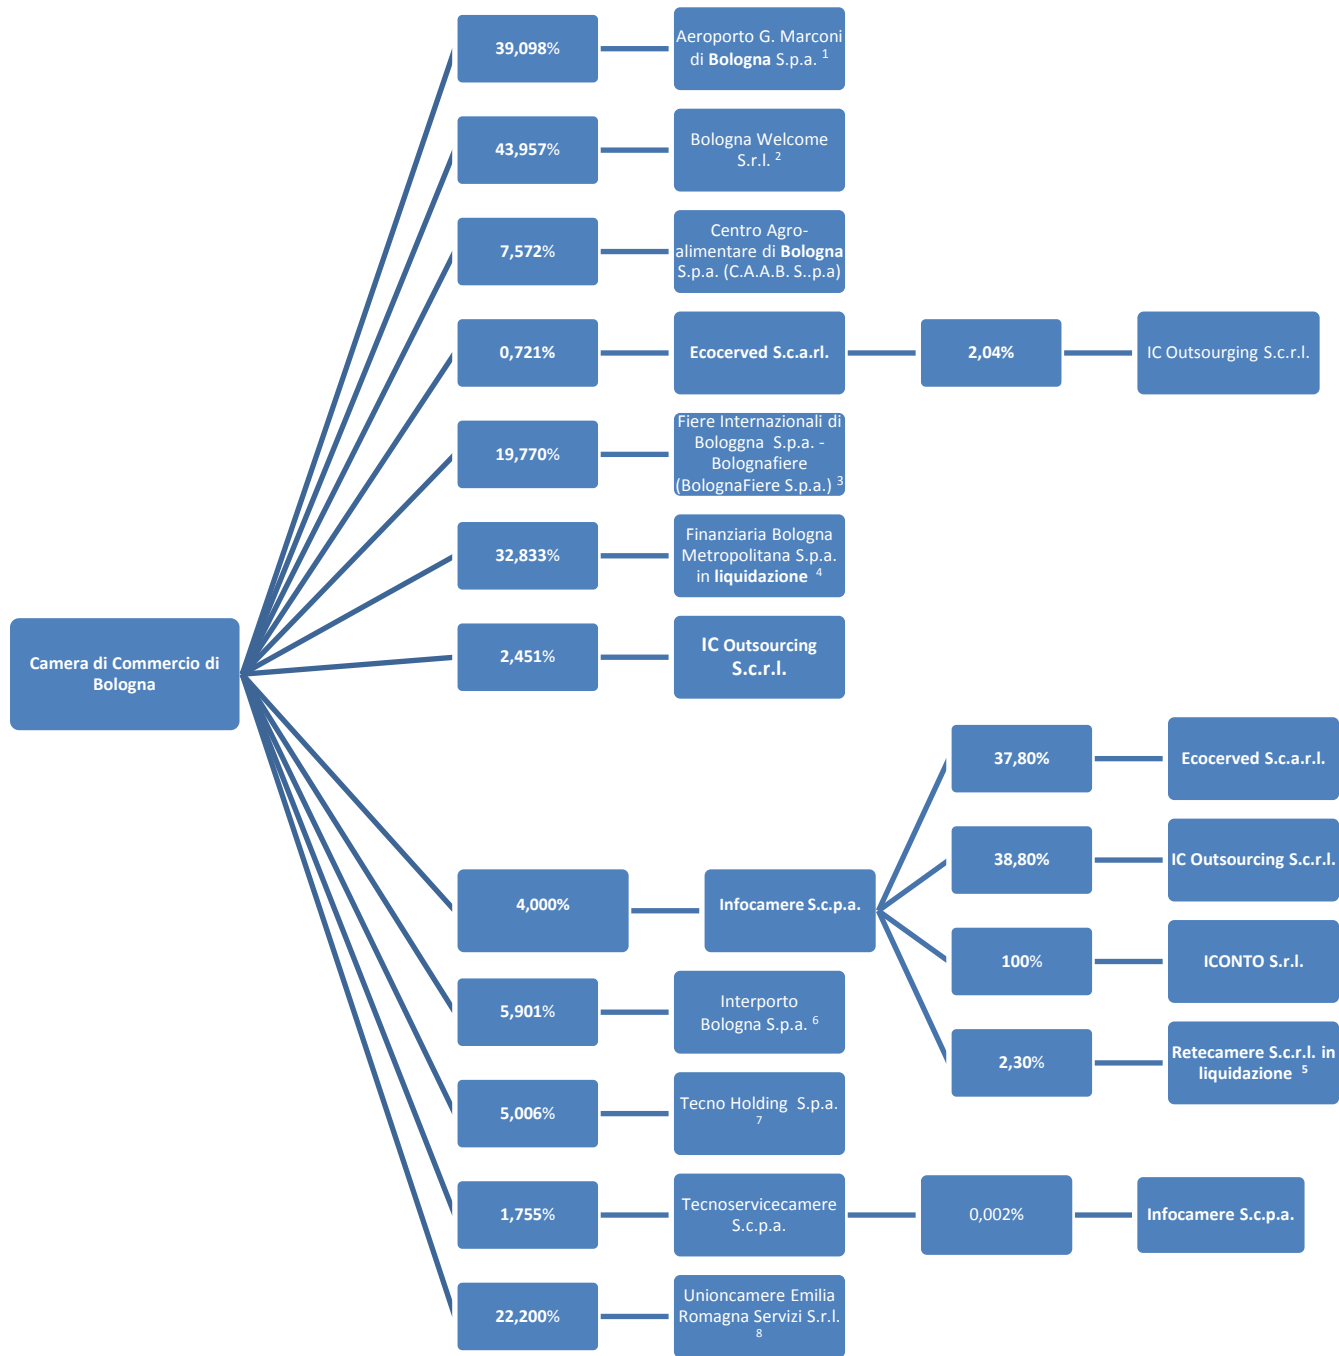 39,098%
Aeroporto G. Marconi
di Bologna S.p.a. 1
43,957%
Bologna Welcome
S.r.l. 2
7,572%
Centro Agro-
alimentare di Bologna
S.p.a. (C.A.A.B. S..p.a)
0,721%
Ecocerved S.c.a.rl.
2,04%
IC Outsourging S.c.r.l.
19,770%
Fiere Internazionali di
Bologgna S.p.a. -
Bolognafiere
(BolognaFiere S.p.a.) 3
32,833%
Finanziaria Bologna
Metropolitana S.p.a.
in liquidazione 4
Camera di Commercio di
Bologna
2,451%
IC Outsourcing
S.c.r.l.
4,000%
Infocamere S.c.p.a.
37,80%
Ecocerved S.c.a.r.l.
38,80%
IC Outsourcing S.c.r.l.
100%
ICONTO S.r.l.
2,30%
Retecamere S.c.r.l. in
liquidazione 5
5,901%
Interporto
Bologna S.p.a. 6
5,006%
Tecno Holding S.p.a.
7
1,755%
Tecnoservicecamere
S.c.p.a.
0,002%
Infocamere S.c.p.a.
22,200%
Unioncamere Emilia
Romagna Servizi S.r.l.
8